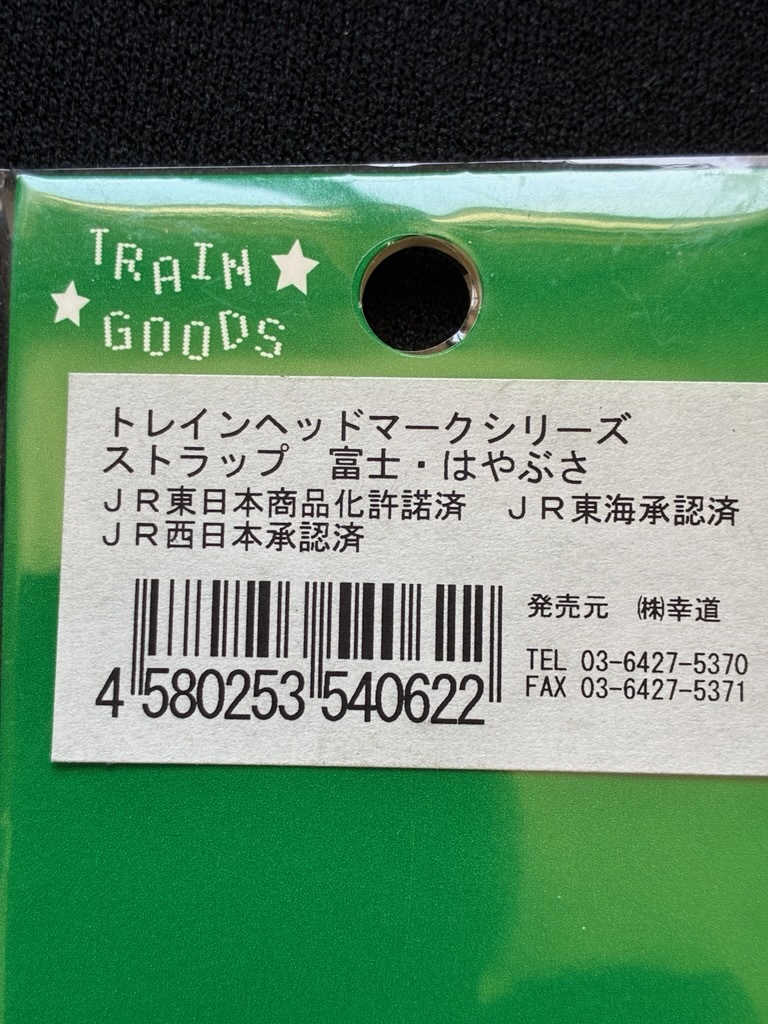 TRAIN
GOODS
トレインヘッドマークシリーズ
ストラップ　富士・はやぶさ
ＪＲ東日本商品化許諾済　ＪＲ東海承認済
ＪＲ西日本承認済
発売元　㈱幸道
TEL 03-6427-5370
FAX 03-6427-5371
4 580253 540622